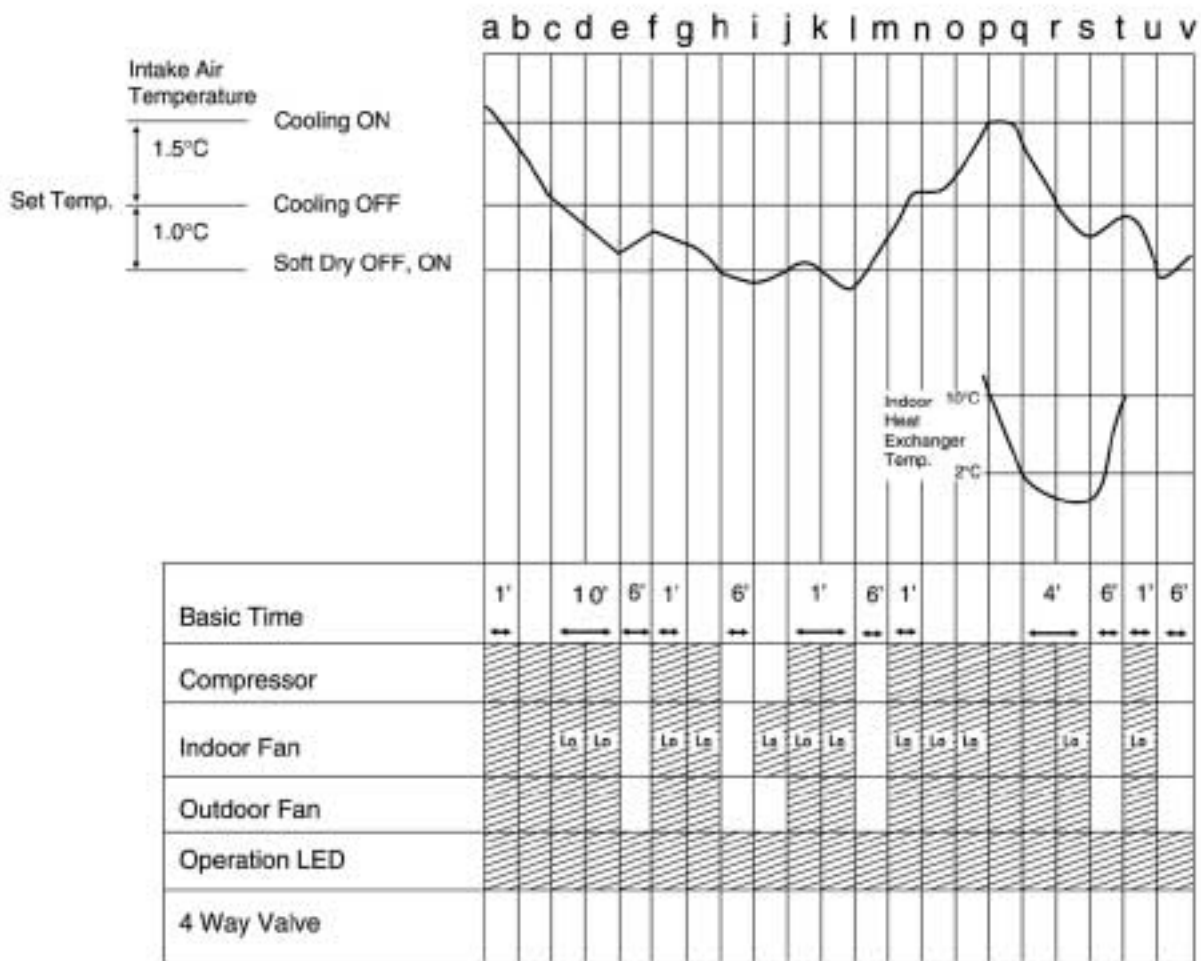 a b c d e f g h i j k l m n o p q r s t u v
Intake Air
Temperature
Cooling ON
1.5°C
Set Temp.
Cooling OFF
1.0°C
Soft Dry OFF, ON
Indoor
Heat
Exchanger
Temp.
10°C
2°C
Basic Time
1' 10' 6' 1' 6' 1' 6' 1' 4' 6' 1' 6'
Compressor
Indoor Fan
Lo Lo Lo Lo Lo Lo Lo Lo Lo Lo Lo Lo
Outdoor Fan
Operation LED
4 Way Valve